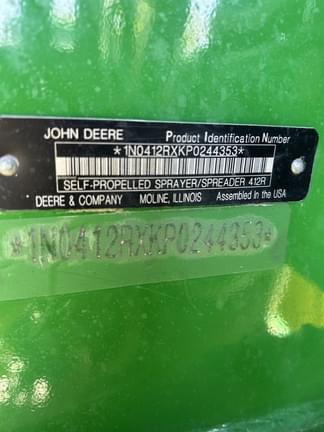 JOHN DEERE Product Identification Number
*1N0412RXKP0244353*
SELF-PROPELLED SPRAYER/SPREADER 412R
DEERE & COMPANY MOLINE, ILLINOIS Assembled in the USA
*1N0412RXKP0244353*